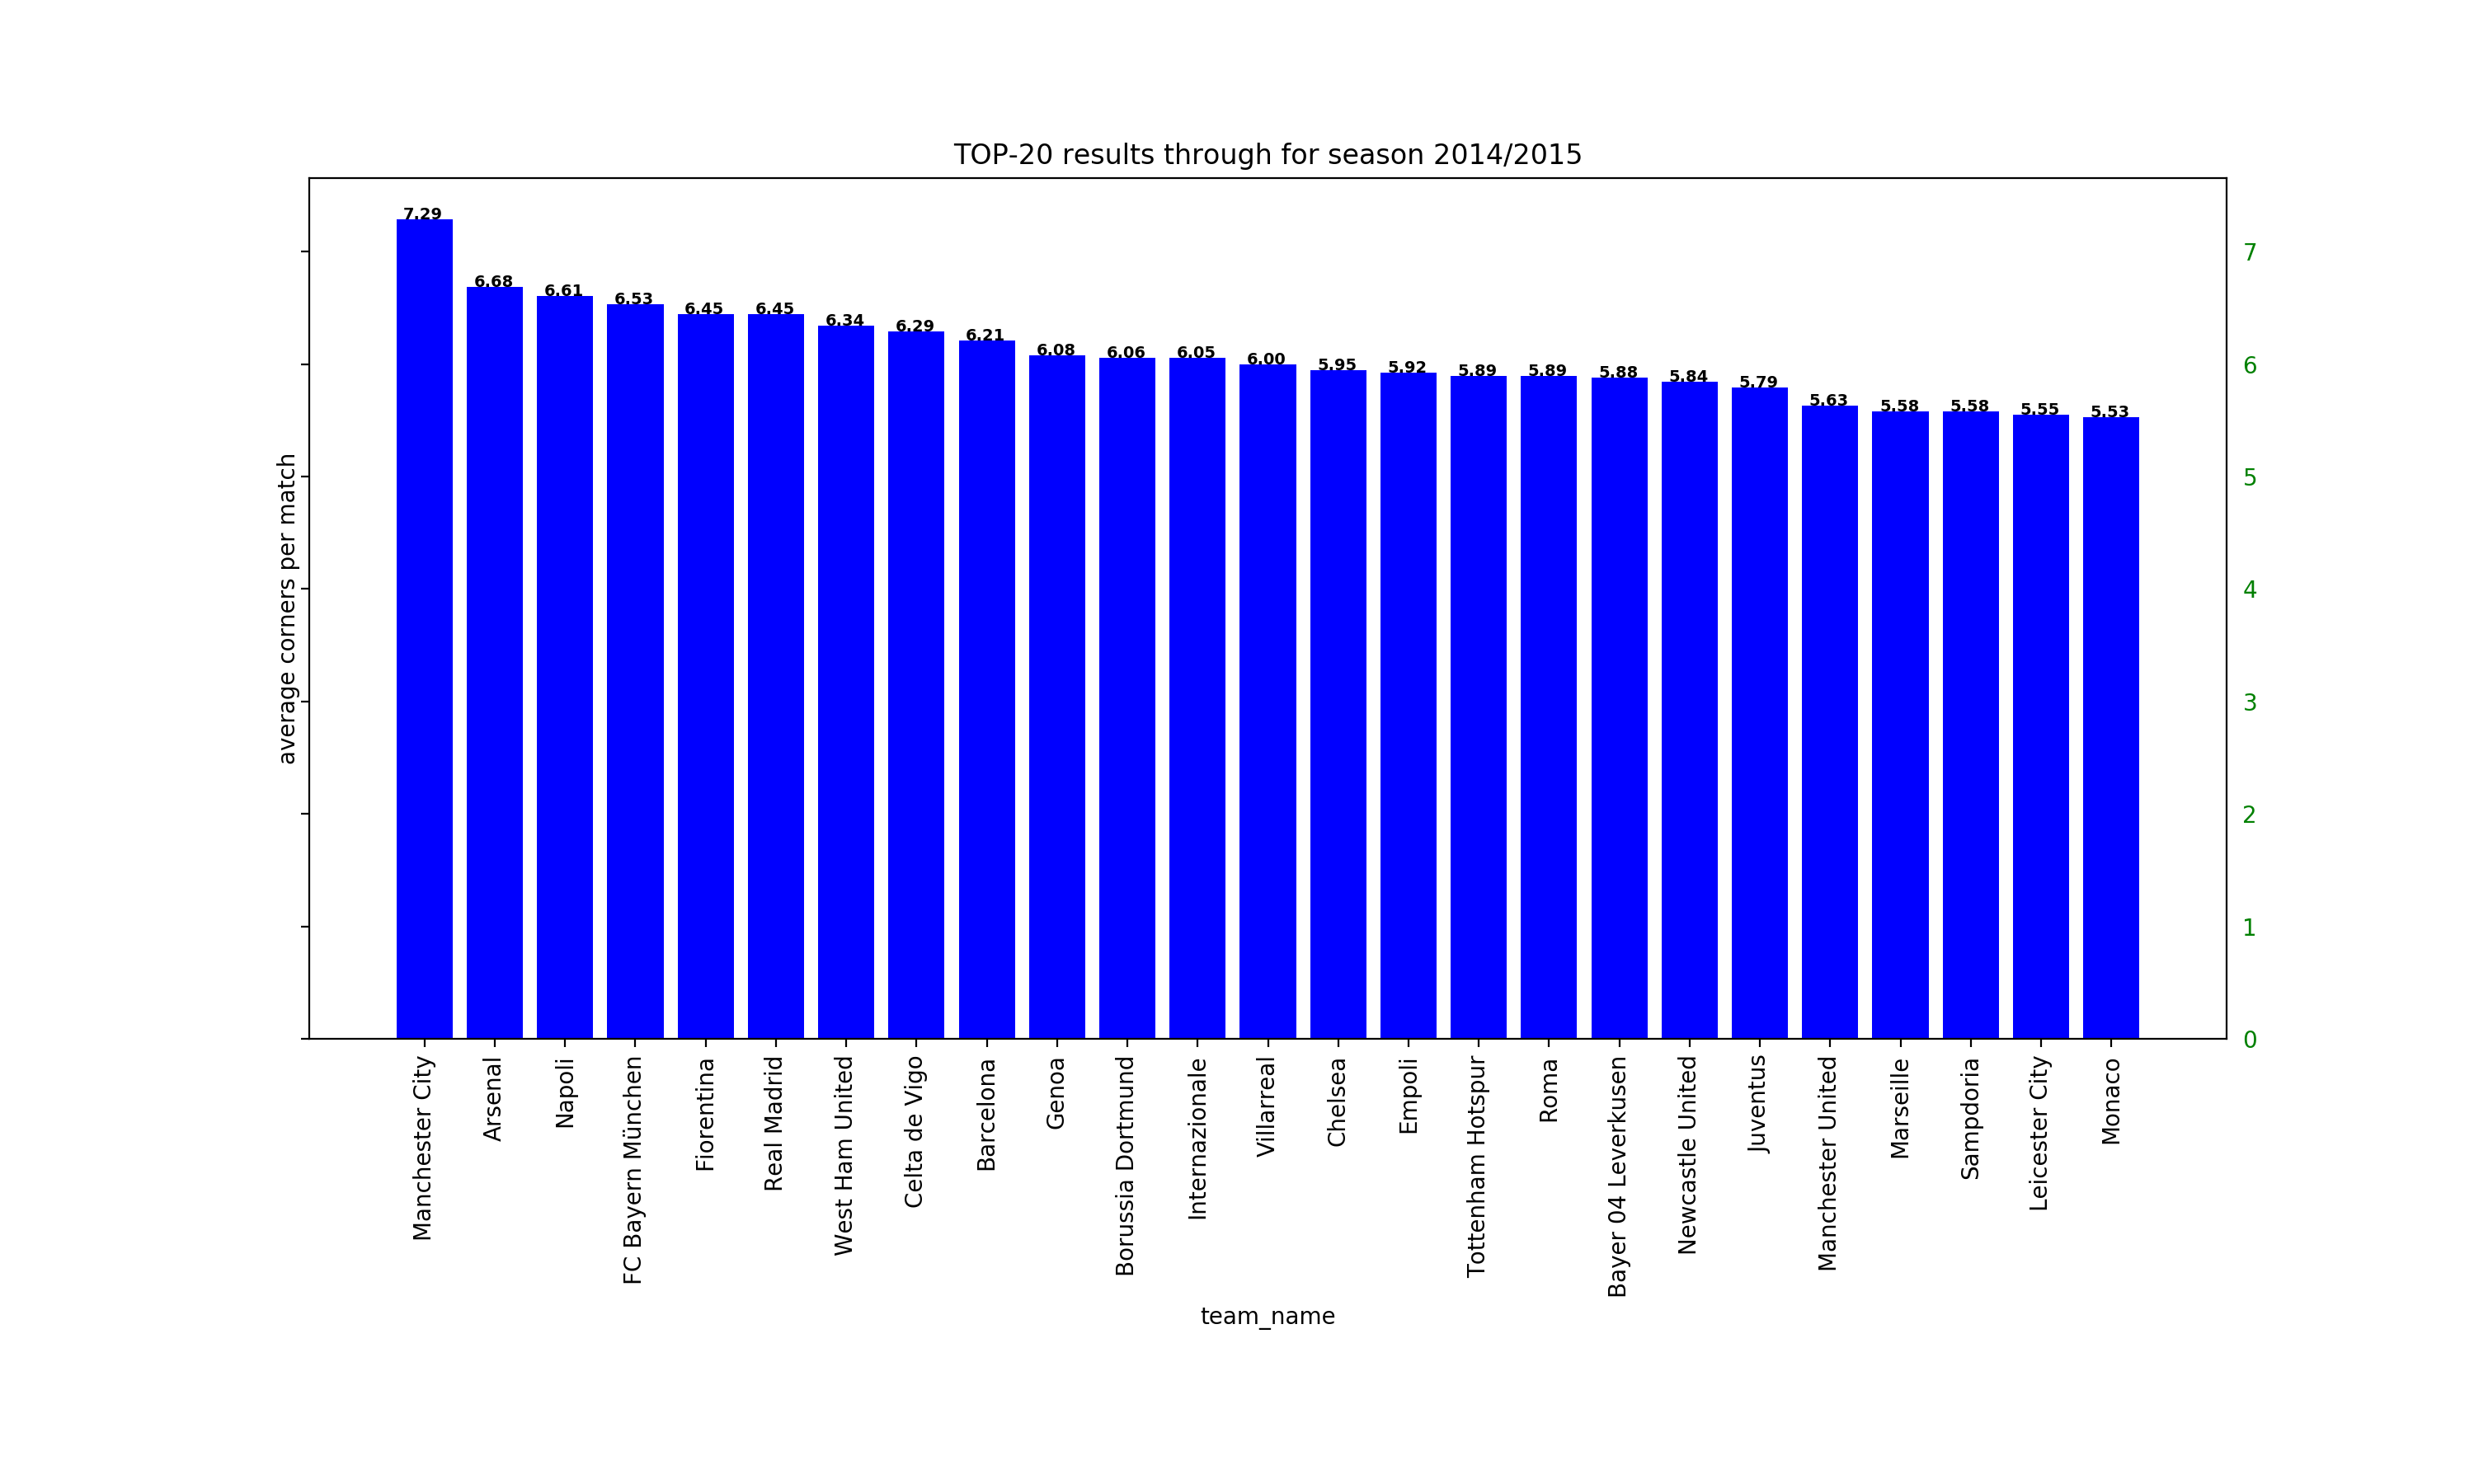 TOP-20 results through for season 2014/2015
average corners per match
7.29
6.68
6.61
6.53
6.45
6.45
6.34
6.29
6.21
6.08
6.06
6.05
6.00
5.95
5.92
5.89
5.89
5.88
5.84
5.79
5.63
5.58
5.58
5.55
5.53
7
6
5
4
3
2
1
0
Manchester City
Arsenal
Napoli
FC Bayern München
Fiorentina
Real Madrid
West Ham United
Celta de Vigo
Barcelona
Genoa
Borussia Dortmund
Internazionale
Villarreal
Chelsea
Empoli
Tottenham Hotspur
Roma
Bayer 04 Leverkusen
Newcastle United
Juventus
Manchester United
Marseille
Sampdoria
Leicester City
Monaco
team_name